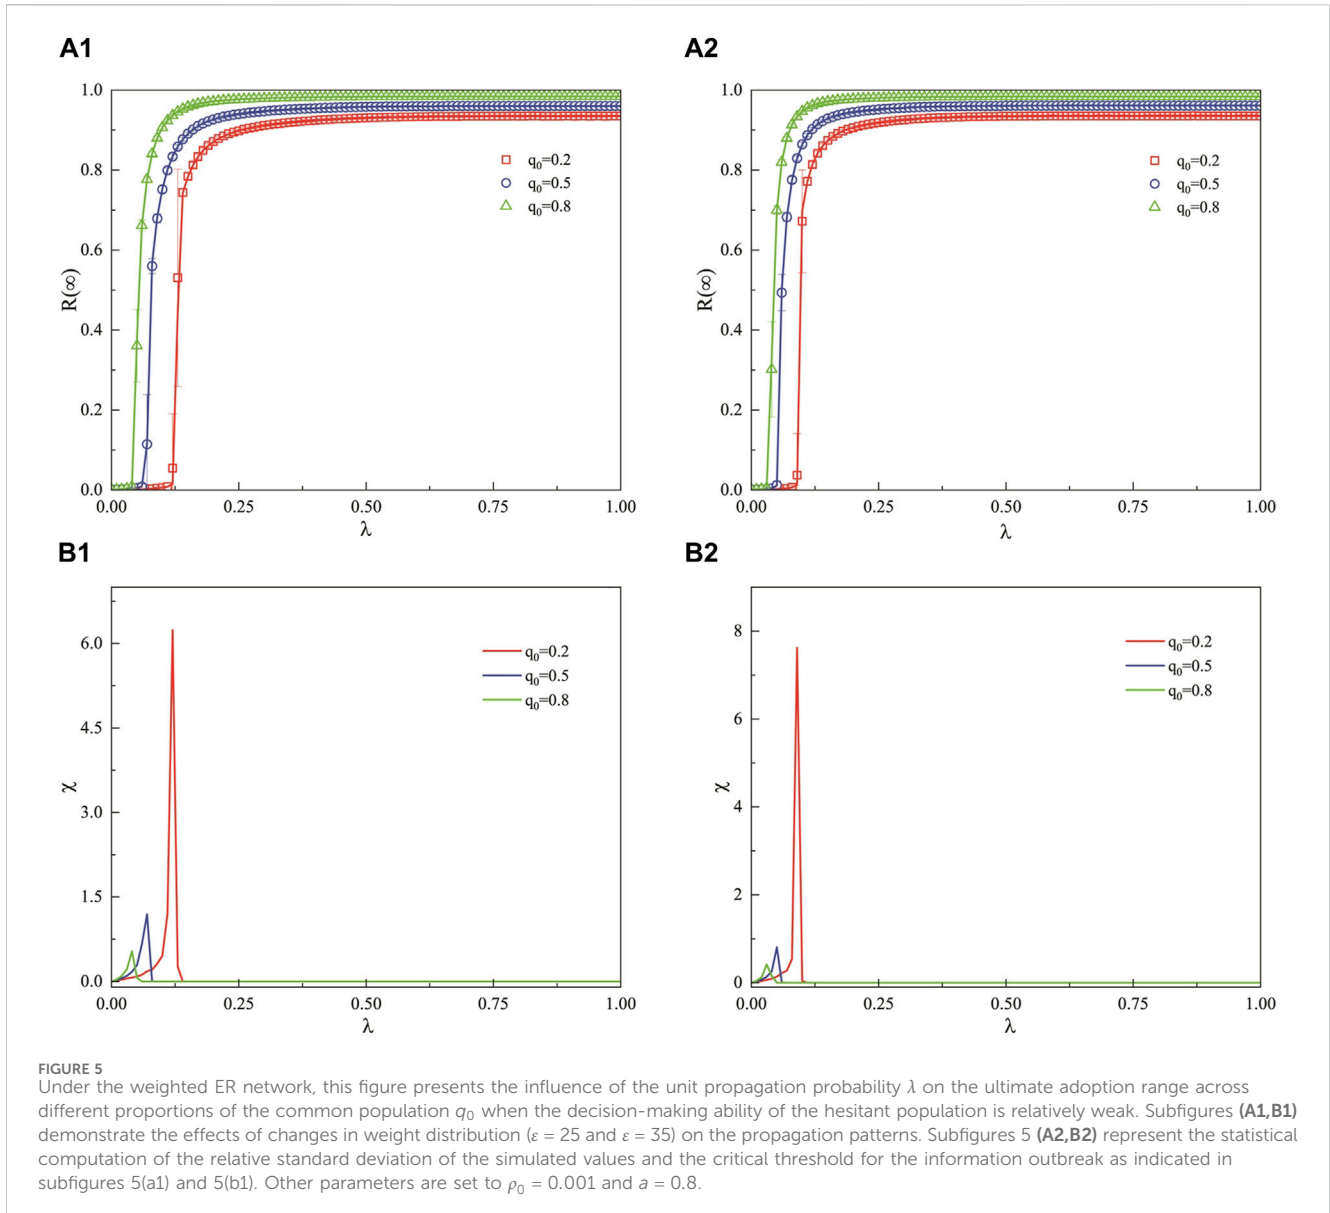 A1
A2
1.0
0.8
0.6
0.4
0.2
0.0
R(∞)
q₀=0.2
q₀=0.5
q₀=0.8
0.00 0.25 0.50 0.75 1.00
λ
1.0
0.8
0.6
0.4
0.2
0.0
R(∞)
q₀=0.2
q₀=0.5
q₀=0.8
0.00 0.25 0.50 0.75 1.00
λ
B1
B2
6.0
4.5
3.0
1.5
0.0
χ
q₀=0.2
q₀=0.5
q₀=0.8
0.00 0.25 0.50 0.75 1.00
λ
8
6
4
2
0
χ
q₀=0.2
q₀=0.5
q₀=0.8
0.00 0.25 0.50 0.75 1.00
λ
FIGURE 5
Under the weighted ER network, this figure presents the influence of the unit propagation probability λ on the ultimate adoption range across
different proportions of the common population q₀ when the decision-making ability of the hesitant population is relatively weak. Subfigures (A1,B1)
demonstrate the effects of changes in weight distribution (ε = 25 and ε = 35) on the propagation patterns. Subfigures 5 (A2,B2) represent the statistical
computation of the relative standard deviation of the simulated values and the critical threshold for the information outbreak as indicated in
subfigures 5(a1) and 5(b1). Other parameters are set to ρ₀ = 0.001 and a = 0.8.